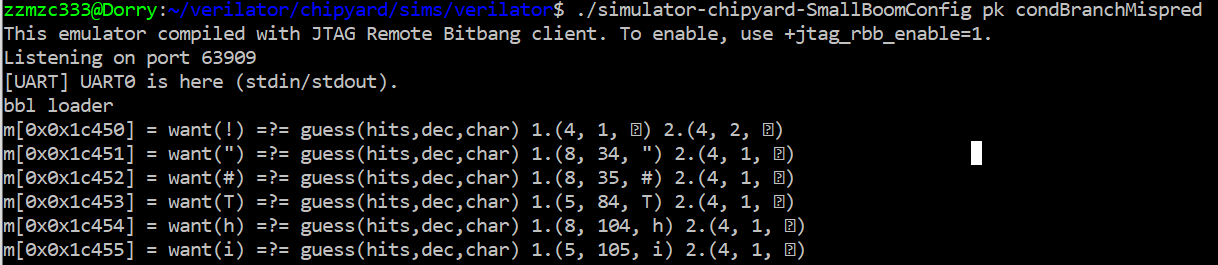 zzmzc333@Dorry:~/verilator/chipyard/sims/verilator$ ./simulator-chipyard-SmallBoomConfig pk condBranchMispred
This emulator compiled with JTAG Remote Bitbang client. To enable, use +jtag_rbb_enable=1.
Listening on port 63909
[UART] UART0 is here (stdin/stdout).
bbl loader
m[0x0x1c450] = want(!) =?= guess(hits,dec,char) 1.(4, 1, ⍰) 2.(4, 2, ⍰)
m[0x0x1c451] = want(") =?= guess(hits,dec,char) 1.(8, 34, ") 2.(4, 1, ⍰)
m[0x0x1c452] = want(#) =?= guess(hits,dec,char) 1.(8, 35, #) 2.(4, 1, ⍰)
m[0x0x1c453] = want(T) =?= guess(hits,dec,char) 1.(5, 84, T) 2.(4, 1, ⍰)
m[0x0x1c454] = want(h) =?= guess(hits,dec,char) 1.(8, 104, h) 2.(4, 1, ⍰)
m[0x0x1c455] = want(i) =?= guess(hits,dec,char) 1.(5, 105, i) 2.(4, 1, ⍰)